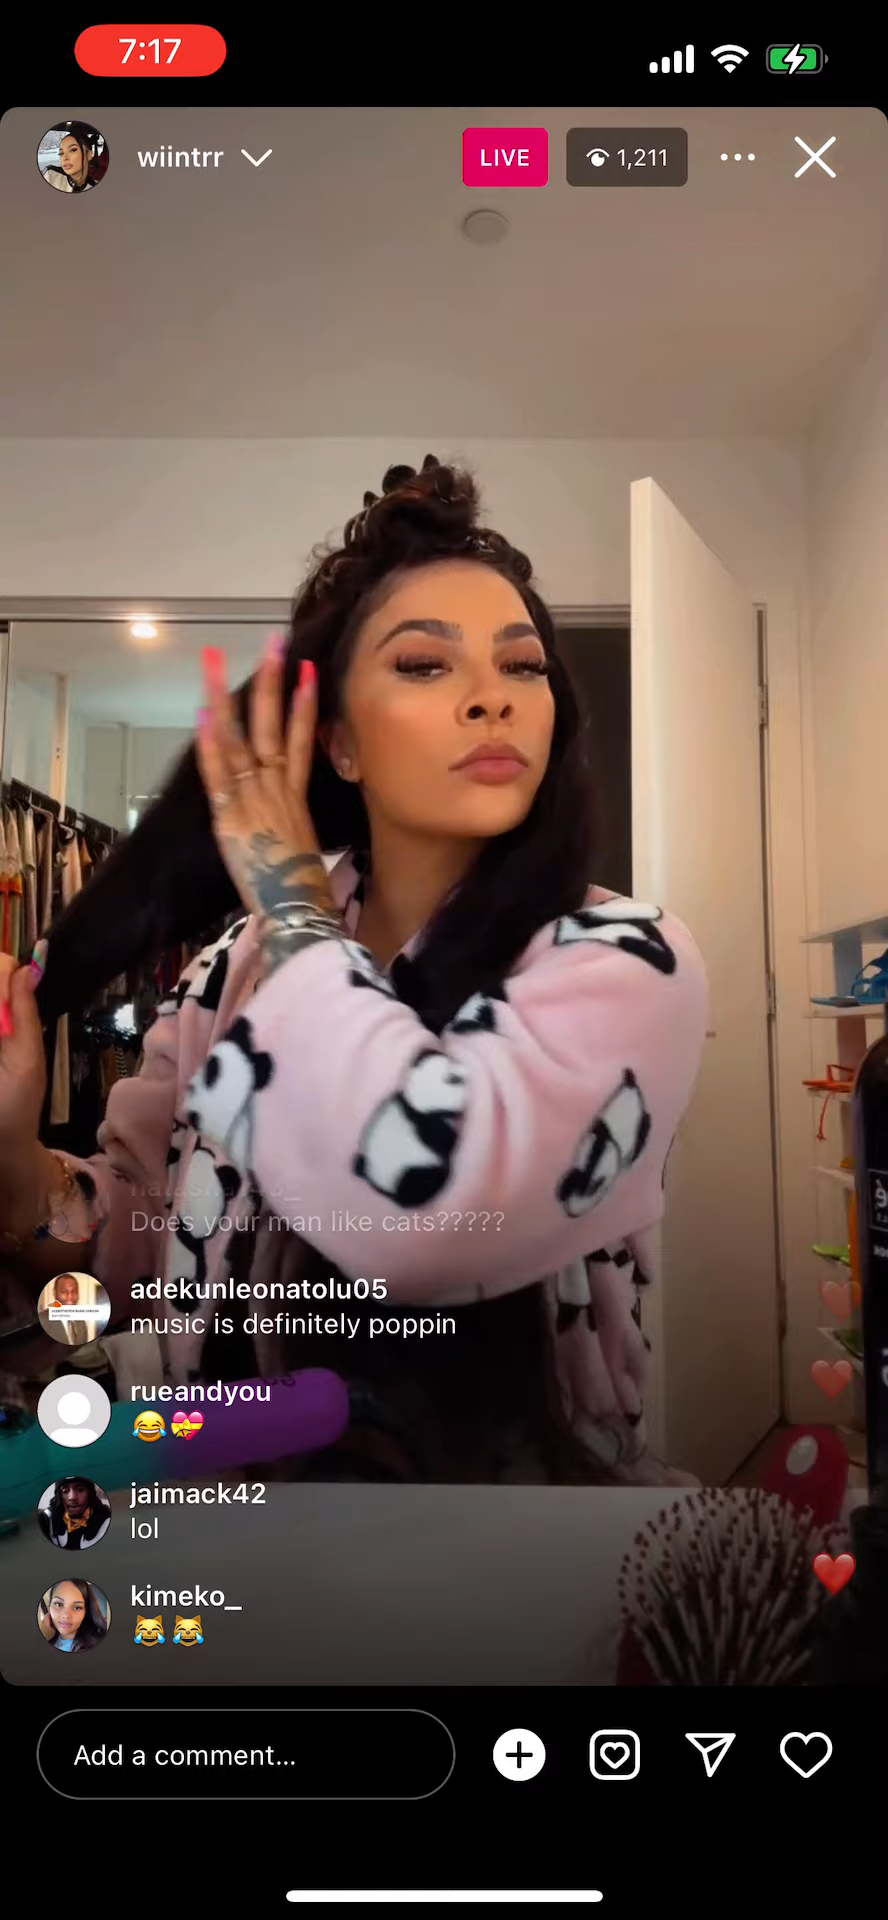 7:17
wiintrr
LIVE
1,211
Does your man like cats?????
adekunleonatolu05
music is definitely poppin
rueandyou
😂💝
jaimack42
lol
kimeko_
😹😹
Add a comment...